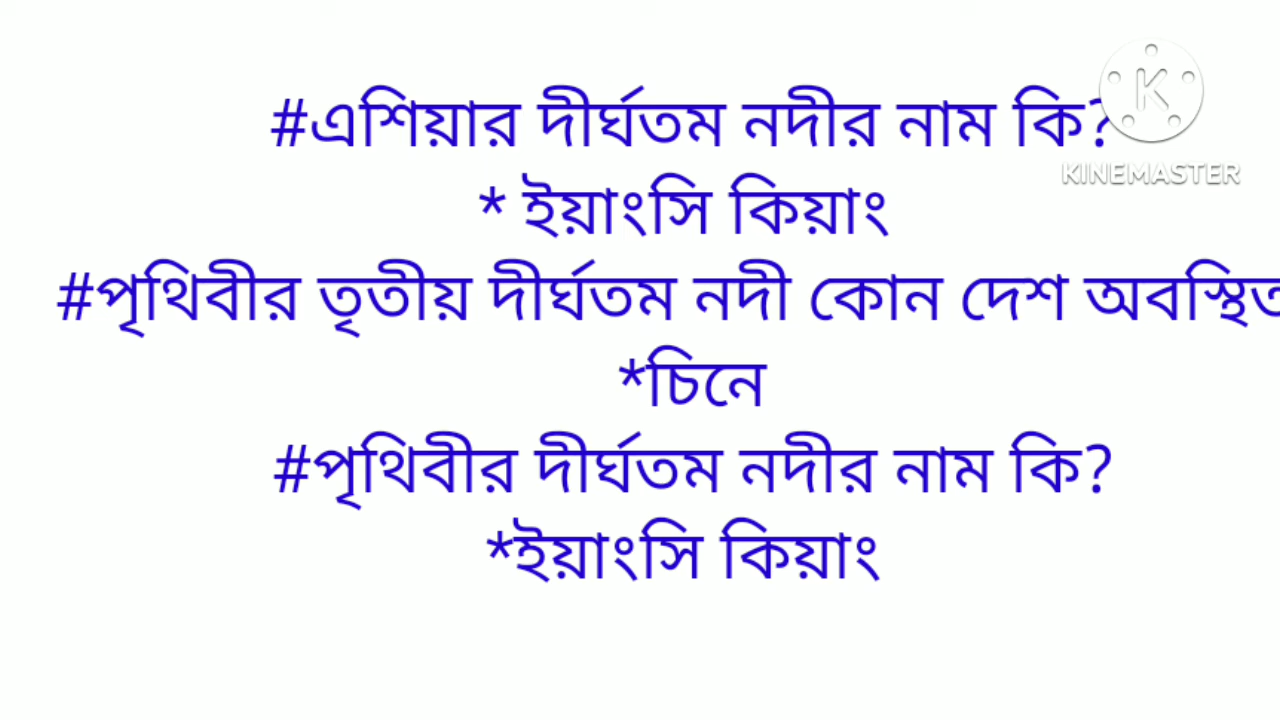 #এশিয়ার দীর্ঘতম নদীর নাম কি?
KINEMASTER
* ইয়াংসি কিয়াং
#পৃথিবীর তৃতীয় দীর্ঘতম নদী কোন দেশ অবস্থিত
*চিনে
#পৃথিবীর দীর্ঘতম নদীর নাম কি?
*ইয়াংসি কিয়াং